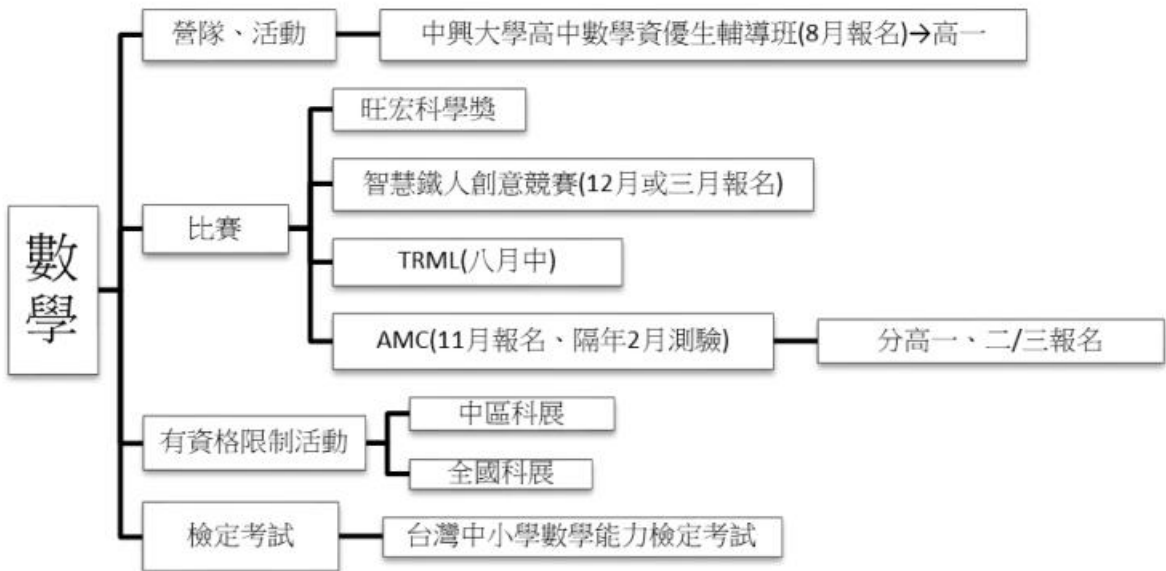 數學
營隊、活動
中興大學高中數學資優生輔導班(8月報名)→高一
比賽
旺宏科學獎
智慧鐵人創意競賽(12月或三月報名)
TRML(八月中)
AMC(11月報名、隔年2月測驗)
分高一、二/三報名
有資格限制活動
中區科展
全國科展
檢定考試
台灣中小學數學能力檢定考試